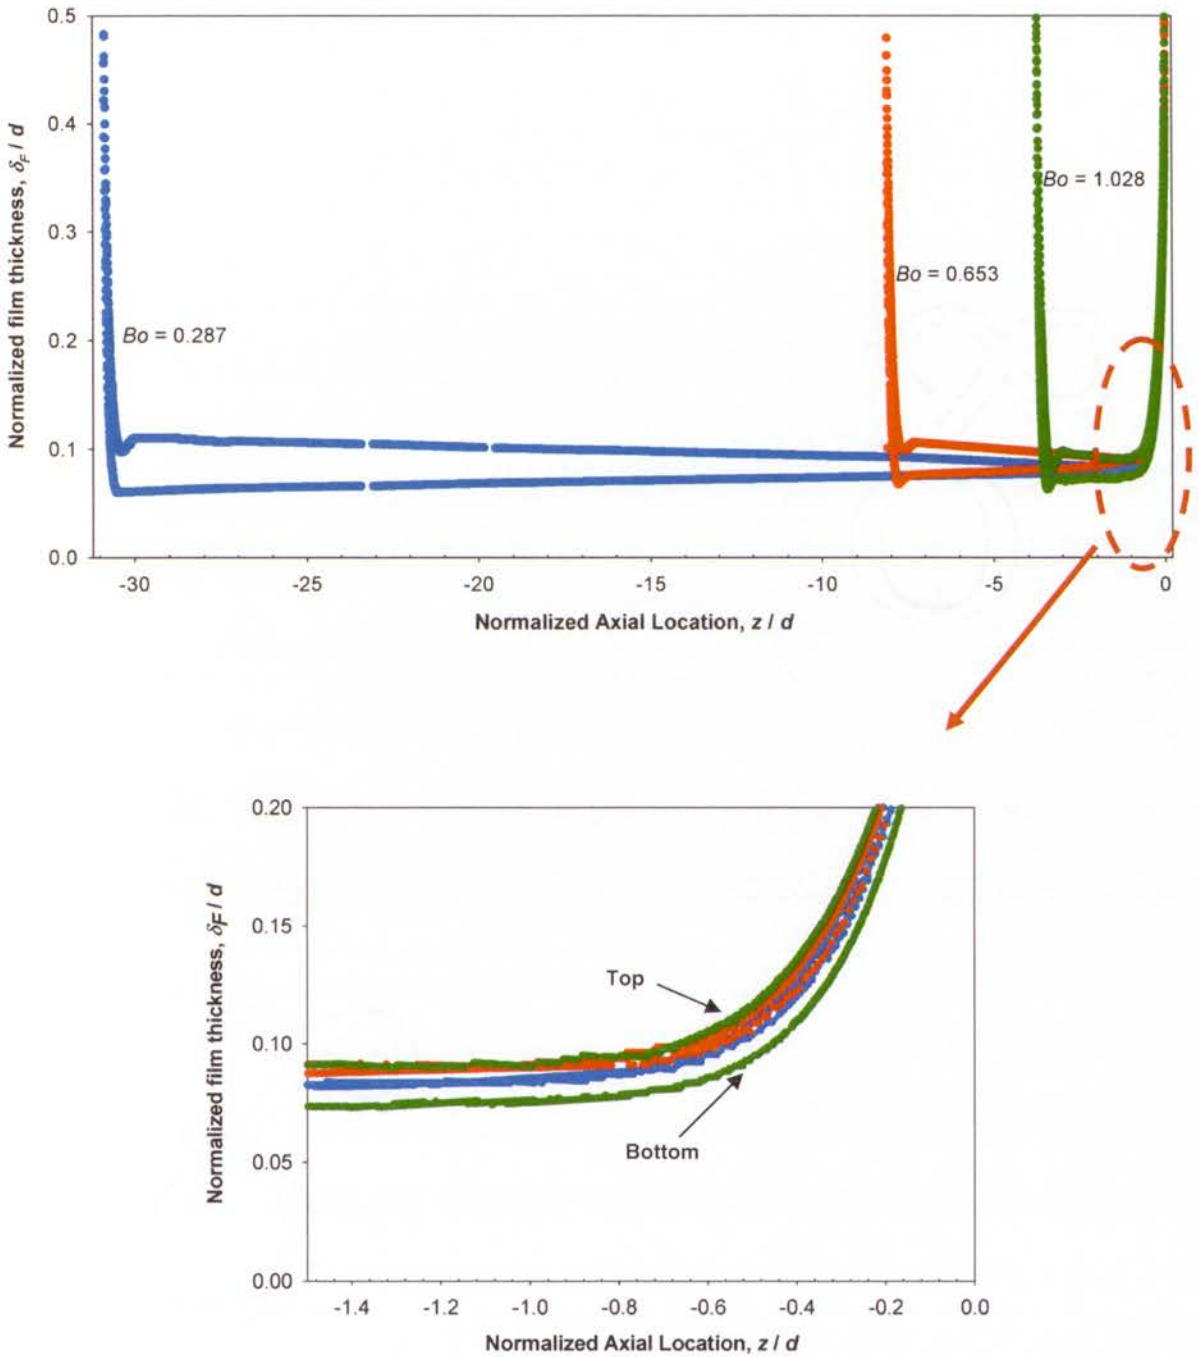 0.5
0.4
0.3
0.2
0.1
0.0
Normalized film thickness, δF / d
Bo = 0.287
Bo = 0.653
Bo = 1.028
-30
-25
-20
-15
-10
-5
0
Normalized Axial Location, z / d
0.20
0.15
0.10
0.05
0.00
Normalized film thickness, δF / d
Top
Bottom
-1.4
-1.2
-1.0
-0.8
-0.6
-0.4
-0.2
0.0
Normalized Axial Location, z / d